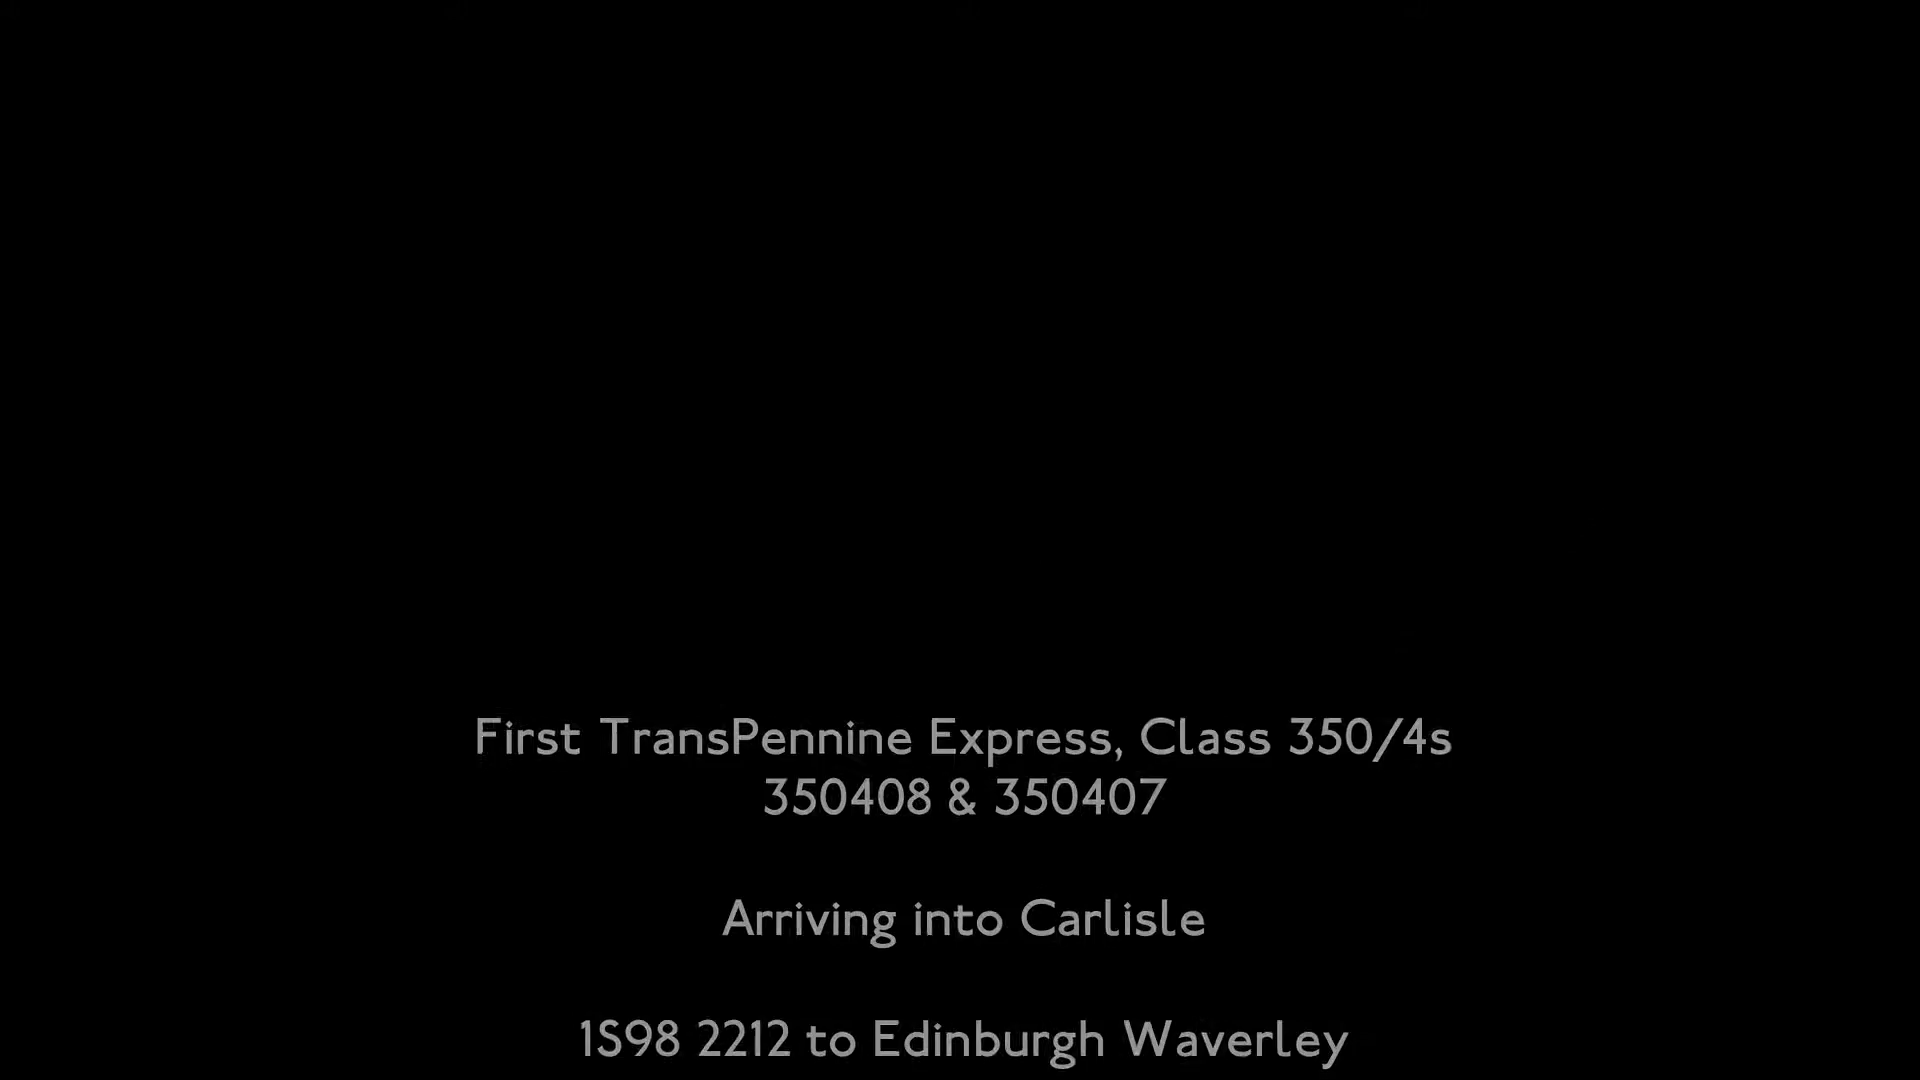 First TransPennine Express, Class 350/4s
350408 & 350407
Arriving into Carlisle
1S98 2212 to Edinburgh Waverley